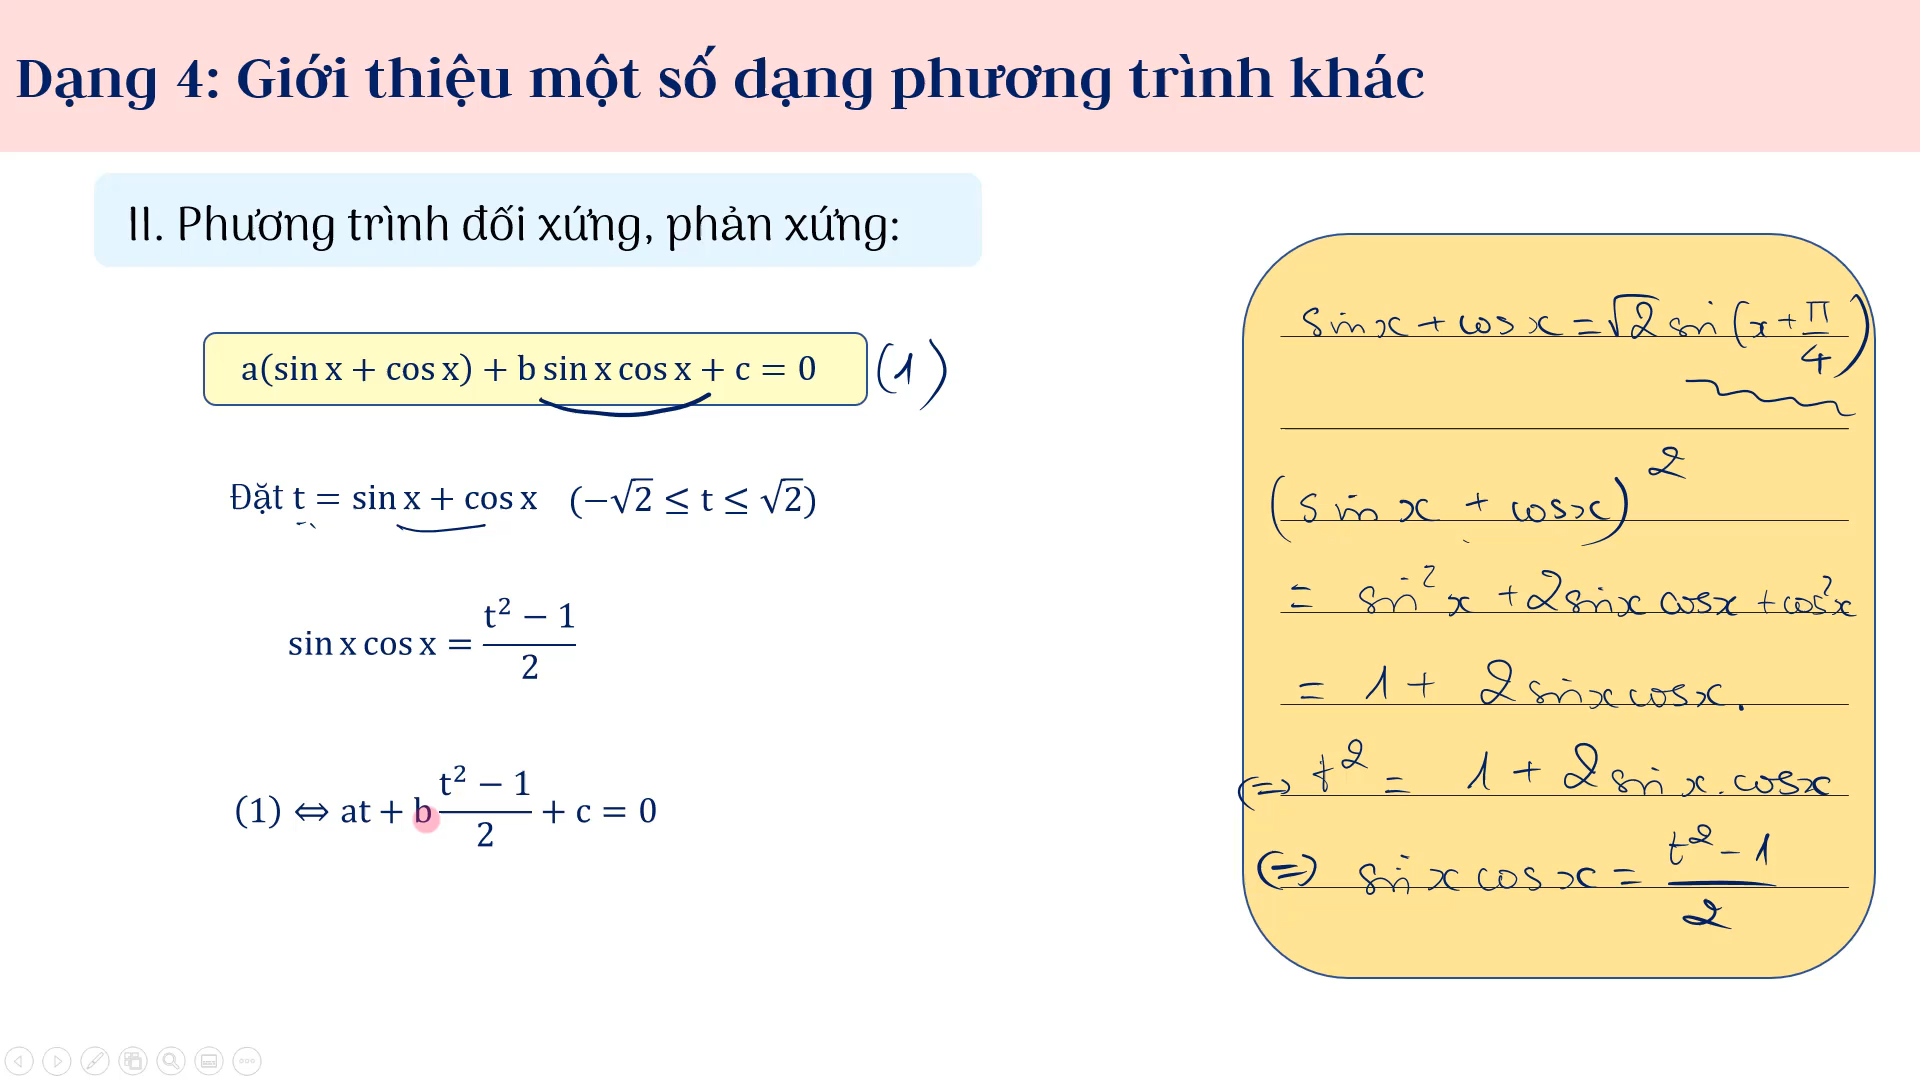 Dạng 4: Giới thiệu một số dạng phương trình khác
II. Phương trình đối xứng, phản xứng:
a(sin x + cos x) + b sin x cos x + c = 0 (1)
Đặt t = sin x + cos x (−√2 ≤ t ≤ √2)
sin x cos x = (t² − 1)/2
(1) ⇔ at + b (t² − 1)/2 + c = 0
sin x + cos x = √2 sin (x + π/4)
(sin x + cos x)²
= sin² x + 2 sin x cos x + cos² x
= 1 + 2 sin x cos x.
⇔ t² = 1 + 2 sin x . cos x
⇔ sin x cos x = (t² − 1)/2